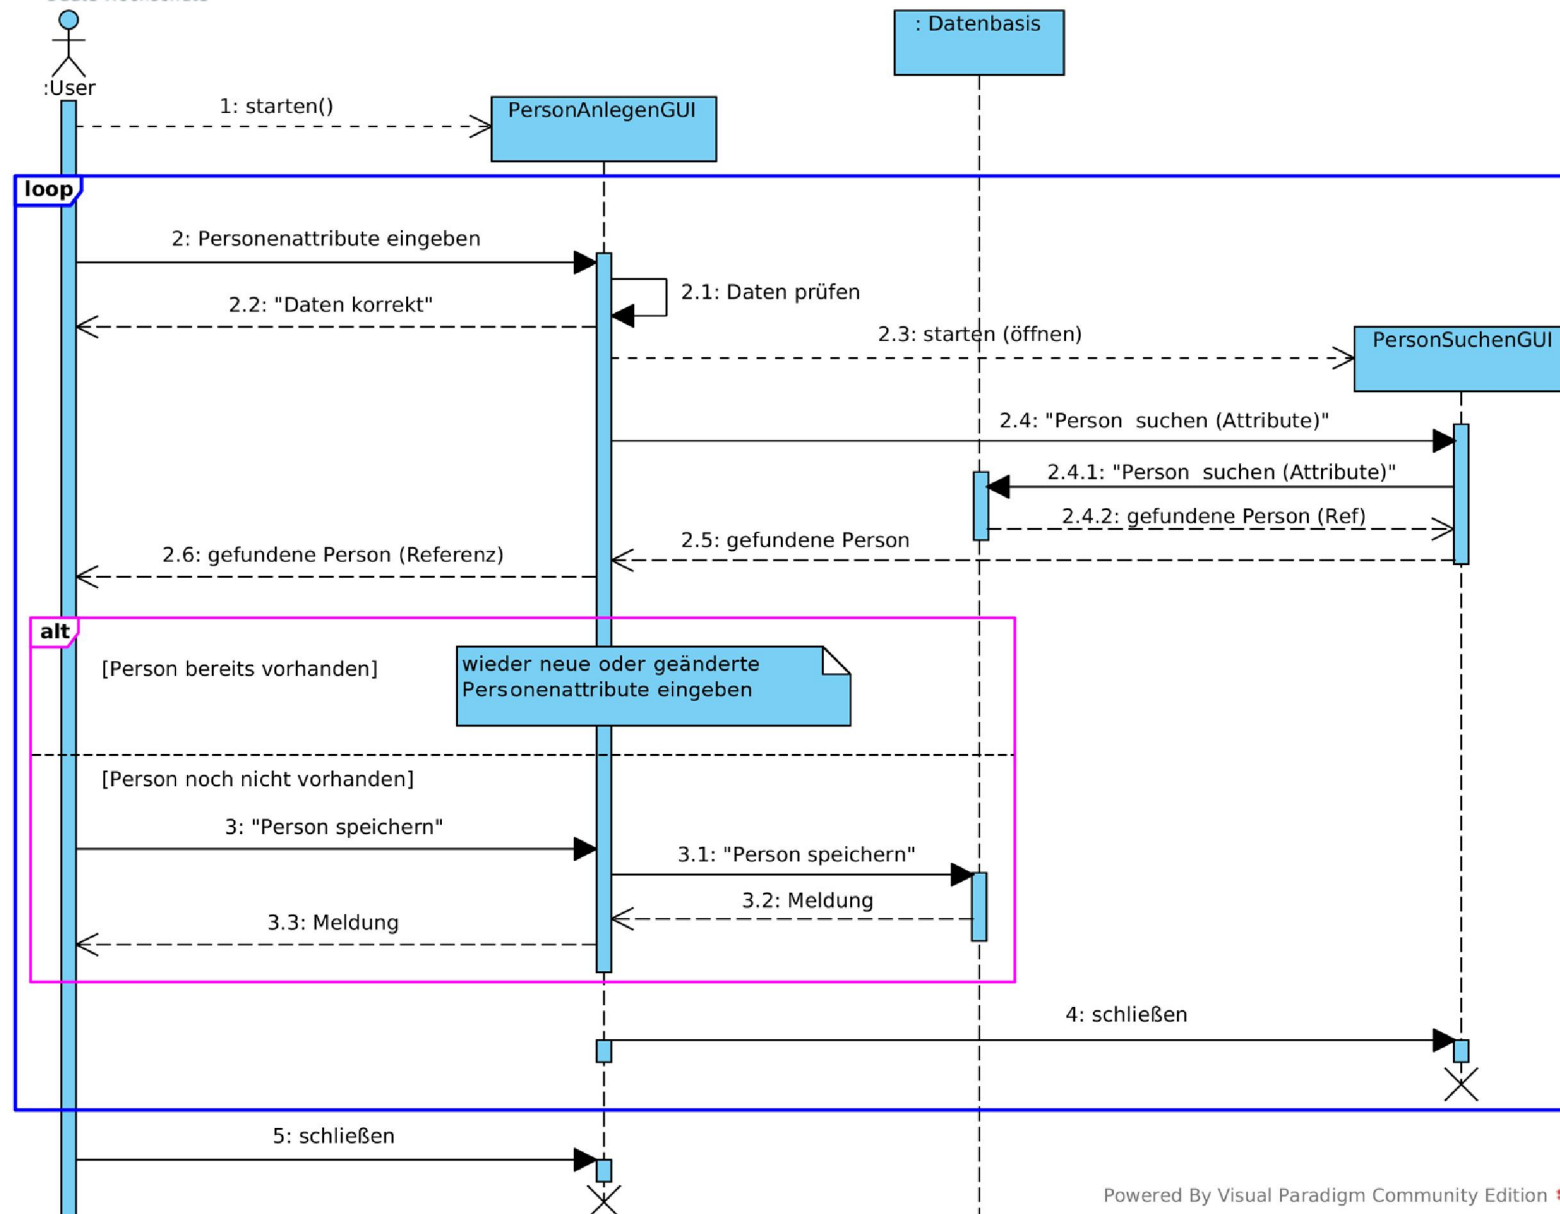 : Datenbasis
:User
1: starten()
PersonAnlegenGUI
loop
2: Personenattribute eingeben
2.1: Daten prüfen
2.2: "Daten korrekt"
2.3: starten (öffnen)
PersonSuchenGUI
2.4: "Person  suchen (Attribute)"
2.4.1: "Person  suchen (Attribute)"
2.4.2: gefundene Person (Ref)
2.5: gefundene Person
2.6: gefundene Person (Referenz)
alt
[Person bereits vorhanden]
wieder neue oder geänderte
Personenattribute eingeben
[Person noch nicht vorhanden]
3: "Person speichern"
3.1: "Person speichern"
3.2: Meldung
3.3: Meldung
4: schließen
5: schließen
Powered By Visual Paradigm Community Edition